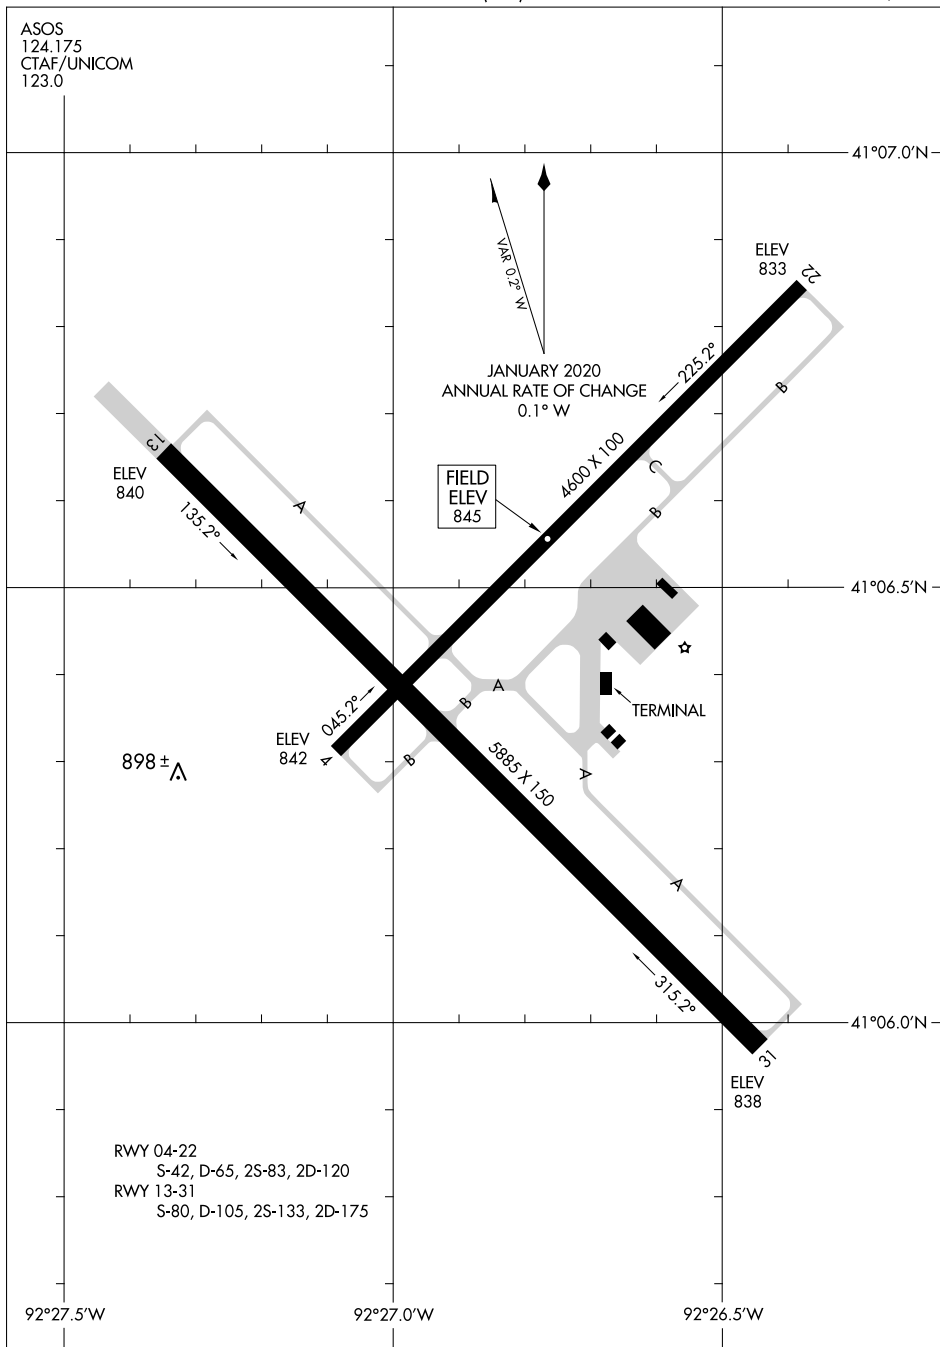 ASOS
124.175
CTAF/UNICOM
123.0
41°07.0'N
VAR 0.2° W
JANUARY 2020
ANNUAL RATE OF CHANGE
0.1° W
ELEV
833
22
225.2°
B
4600 X 100
C
B
FIELD
ELEV
845
13
ELEV
840
135.2°
A
41°06.5'N
TERMINAL
A
B
B
045.2°
ELEV
842
4
898 ±
5885 X 150
A
A
315.2°
41°06.0'N
31
ELEV
838
RWY 04-22
S-42, D-65, 2S-83, 2D-120
RWY 13-31
S-80, D-105, 2S-133, 2D-175
92°27.5'W
92°27.0'W
92°26.5'W